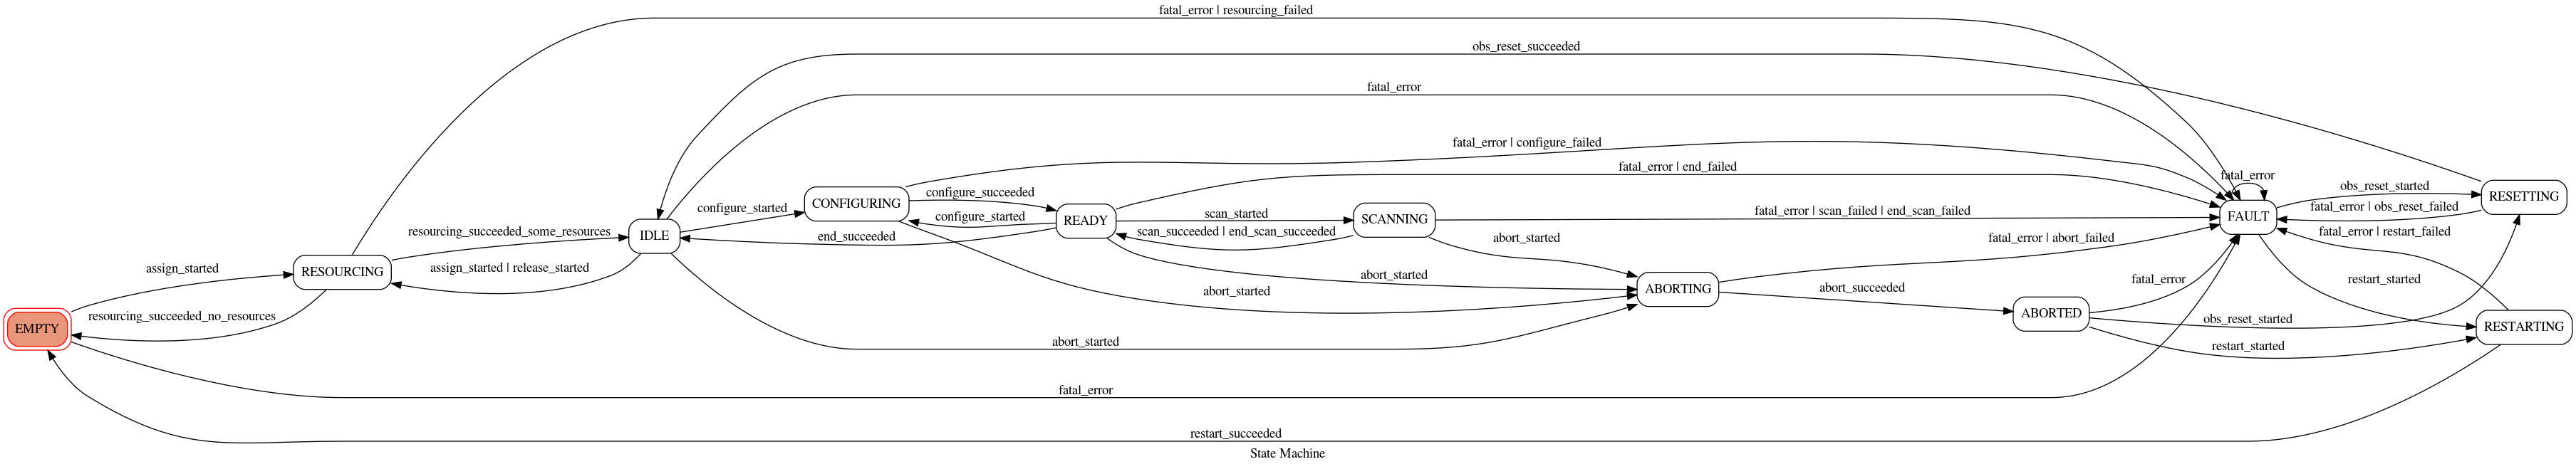 fatal_error | resourcing_failed
obs_reset_succeeded
fatal_error
fatal_error | configure_failed
fatal_error | end_failed
fatal_error
obs_reset_started
configure_succeeded
CONFIGURING
RESETTING
configure_started
fatal_error | obs_reset_failed
configure_started
scan_started
READY
SCANNING
fatal_error | scan_failed | end_scan_failed
FAULT
resourcing_succeeded_some_resources
IDLE
end_succeeded
scan_succeeded | end_scan_succeeded
abort_started
fatal_error | abort_failed
fatal_error | restart_failed
assign_started
RESOURCING
assign_started | release_started
abort_started
abort_started
ABORTING
abort_succeeded
fatal_error
restart_started
resourcing_succeeded_no_resources
EMPTY
ABORTED
obs_reset_started
RESTARTING
abort_started
restart_started
fatal_error
restart_succeeded
State Machine